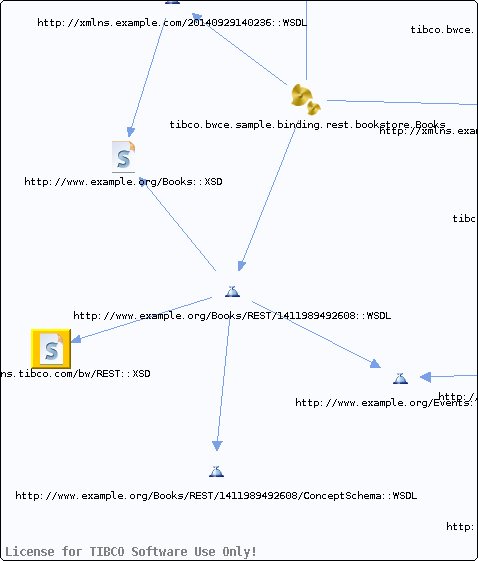 http://xmlns.example.com/20140929140236::WSDL
tibco.bwce.
tibco.bwce.sample.binding.rest.bookstore.Books
http://xmlns.exam
http://www.example.org/Books::XSD
tibc
http://www.example.org/Books/REST/1411989492608::WSDL
ns.tibco.com/bw/REST::XSD
http://
http://www.example.org/Events:
http://www.example.org/Books/REST/1411989492608/ConceptSchema::WSDL
http:
License for TIBCO Software Use Only!